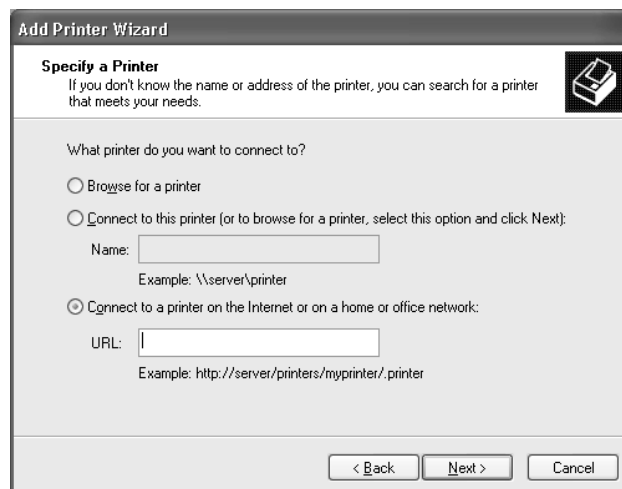 Add Printer Wizard
Specify a Printer
If you don't know the name or address of the printer, you can search for a printer
that meets your needs.
What printer do you want to connect to?
Browse for a printer
Connect to this printer (or to browse for a printer, select this option and click Next):
Name:
Example: \\server\printer
Connect to a printer on the Internet or on a home or office network:
URL:
Example: http://server/printers/myprinter/.printer
< Back Next > Cancel